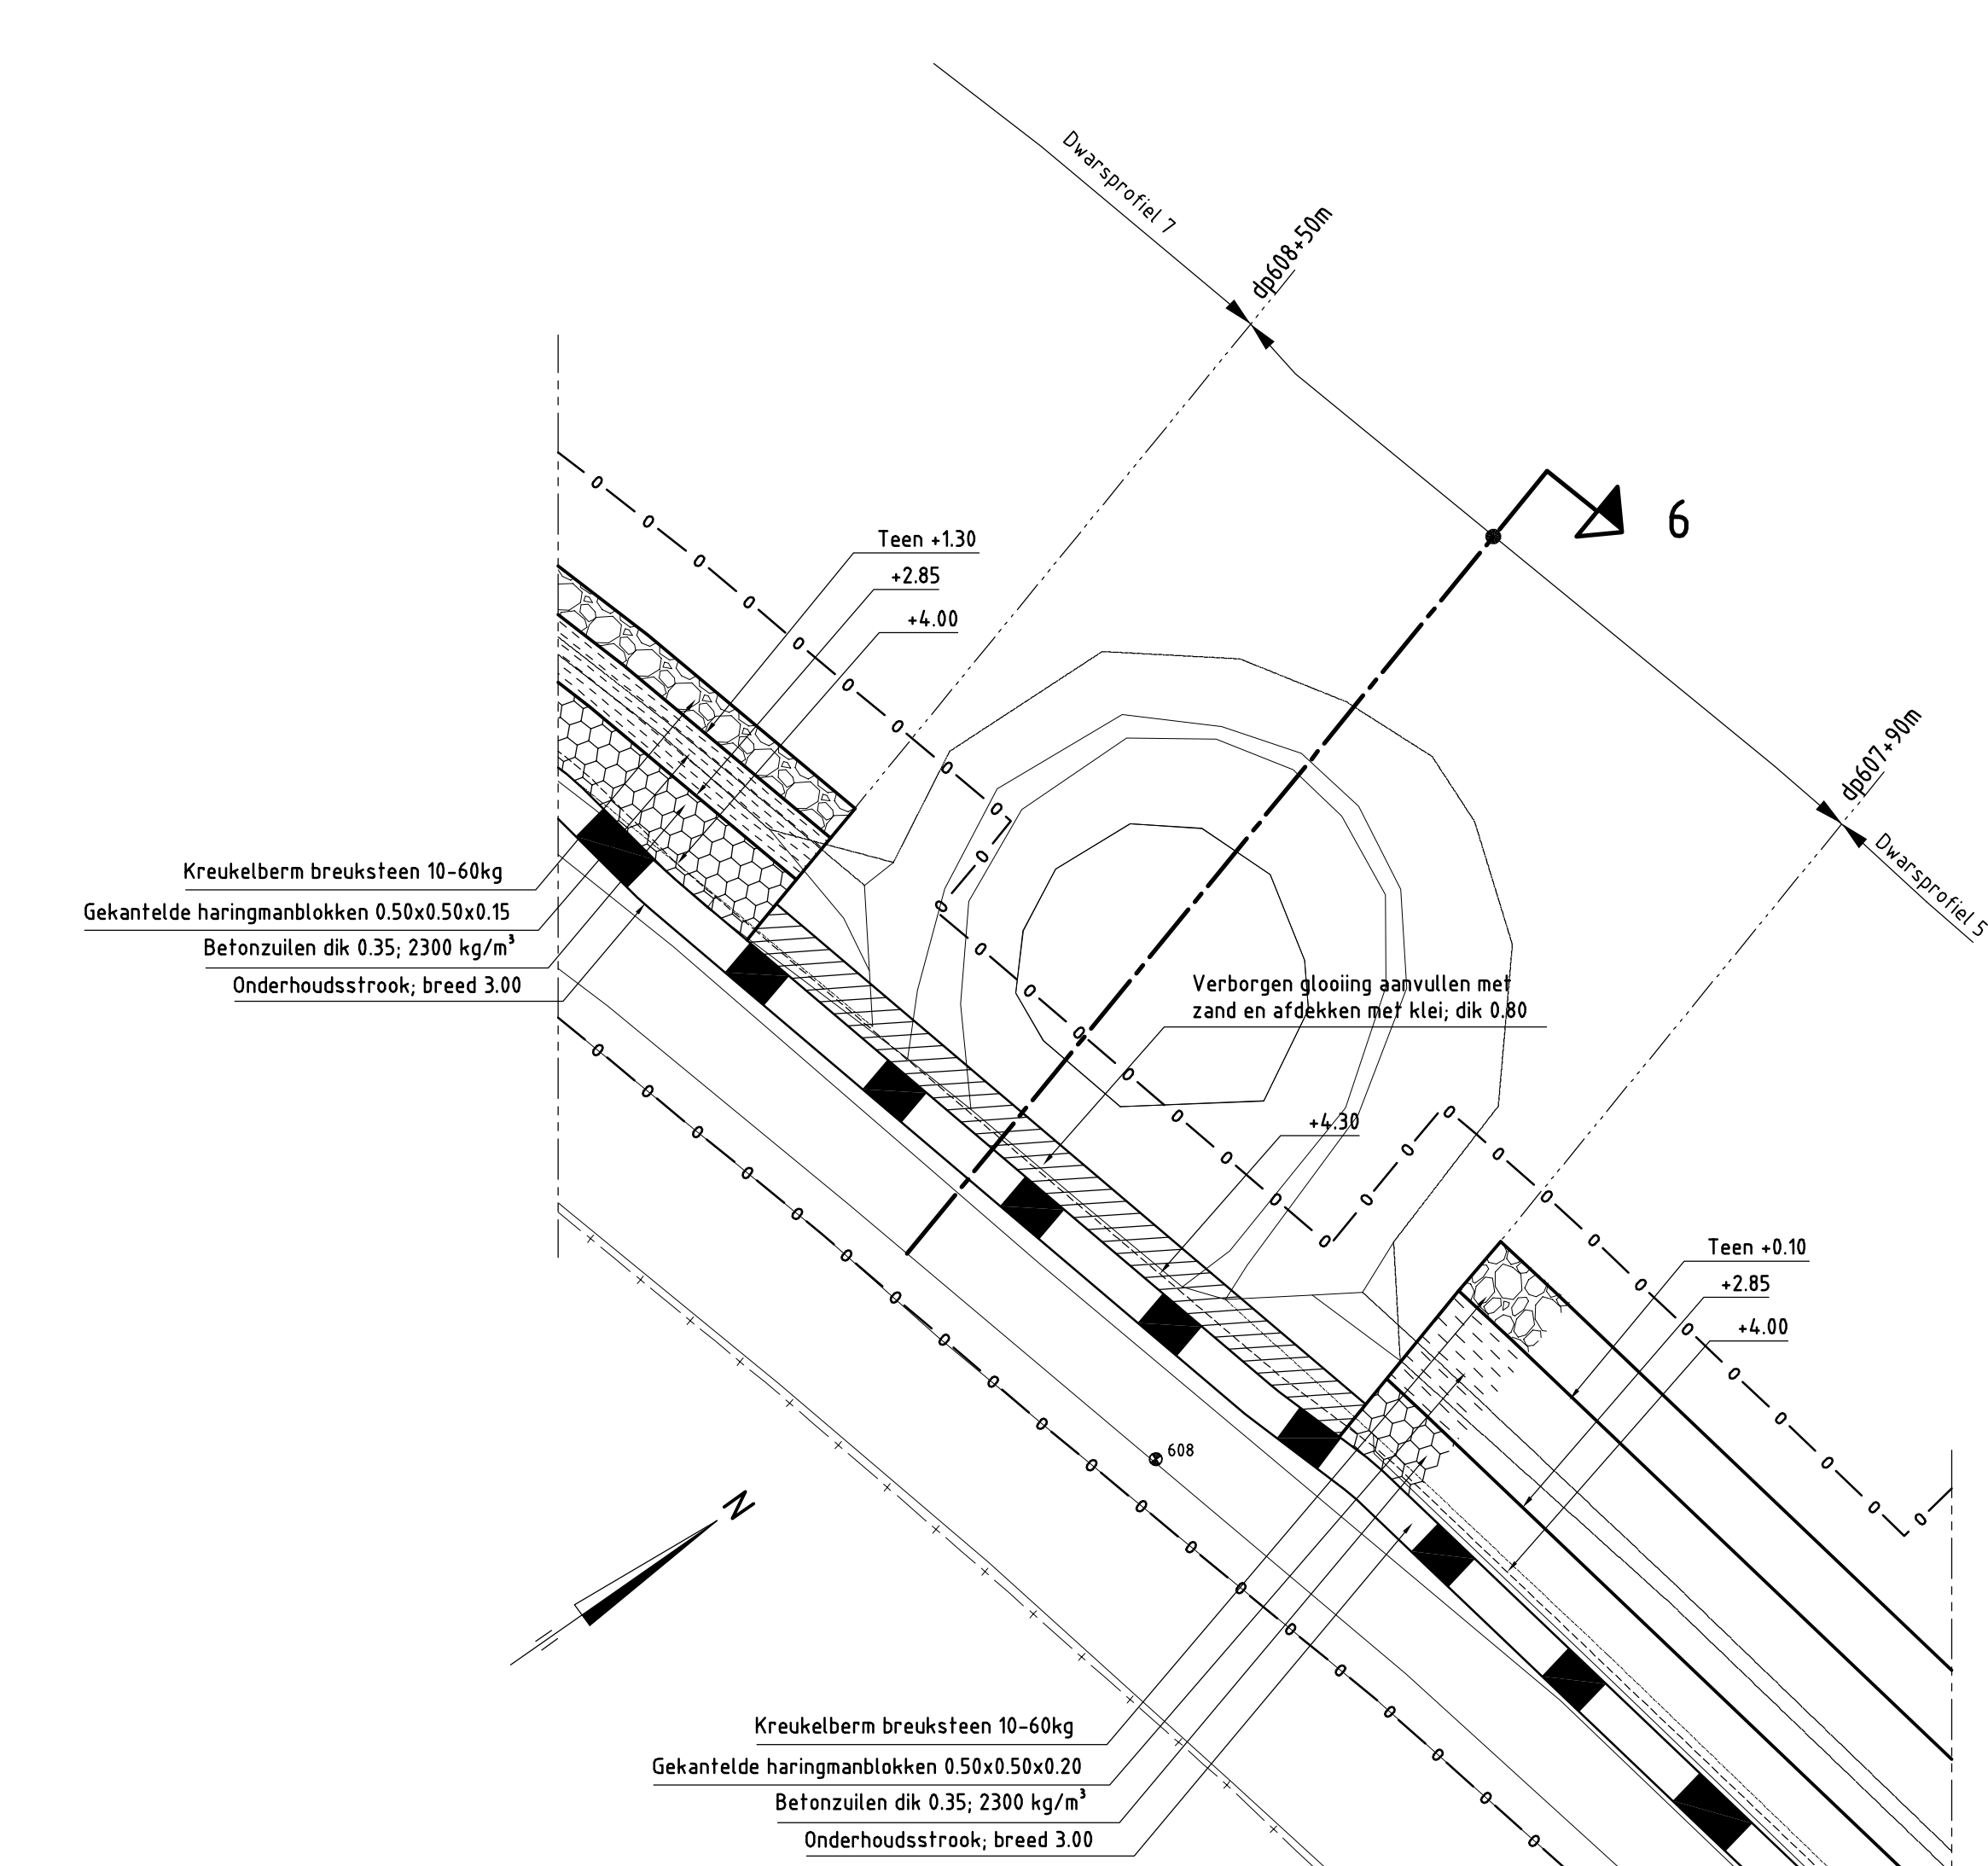 Dwarsprofiel 7
dp608+50m
6
Teen +1.30
+2.85
+4.00
dp607+90m
Dwarsprofiel 5
Kreukelberm breuksteen 10-60kg
Gekantelde haringmanblokken 0.50x0.50x0.15
Betonzuilen dik 0.35; 2300 kg/m³
Onderhoudsstrook; breed 3.00
Verborgen glooiing aanvullen met
zand en afdekken met klei; dik 0.80
+4.30
Teen +0.10
+2.85
+4.00
608
N
Kreukelberm breuksteen 10-60kg
Gekantelde haringmanblokken 0.50x0.50x0.20
Betonzuilen dik 0.35; 2300 kg/m³
Onderhoudsstrook; breed 3.00